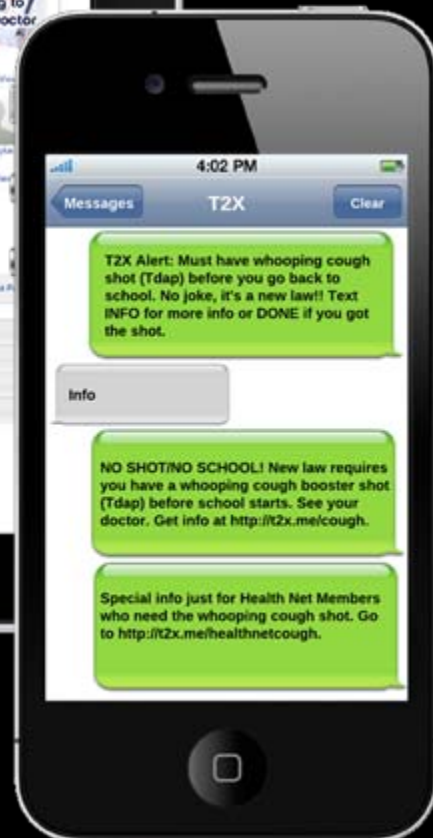 g to
octor
4:02 PM
Messages
T2X
Clear
T2X Alert: Must have whooping cough
shot (Tdap) before you go back to
school. No joke, it's a new law!! Text
INFO for more info or DONE if you got
the shot.
Info
NO SHOT/NO SCHOOL! New law requires
you have a whooping cough booster shot
(Tdap) before school starts. See your
doctor. Get info at http://t2x.me/cough.
Special info just for Health Net Members
who need the whooping cough shot. Go
to http://t2x.me/healthnetcough.